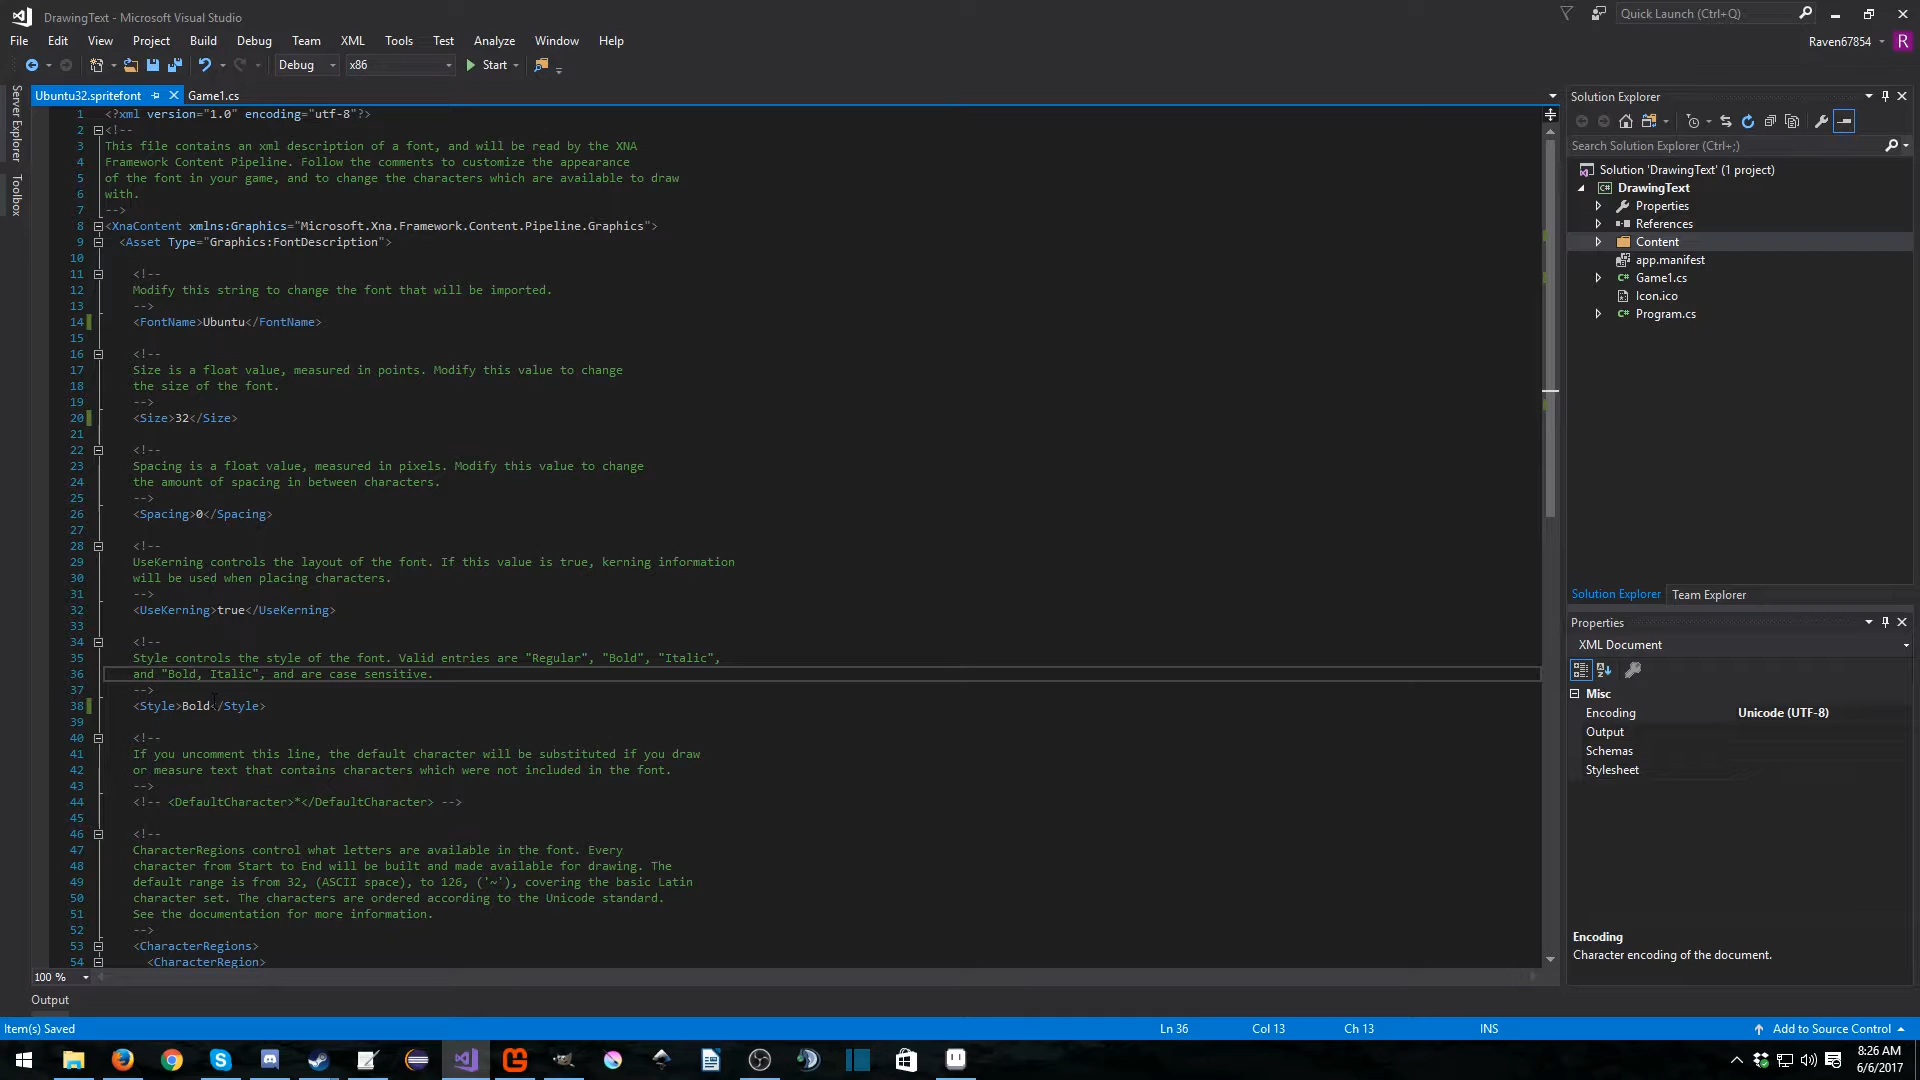 DrawingText - Microsoft Visual Studio
Quick Launch (Ctrl+Q)
File Edit View Project Build Debug Team XML Tools Test Analyze Window Help
Raven67854 R
Debug x86 Start
Ubuntu32.spritefont Game1.cs
Server Explorer
Toolbox
1 <?xml version="1.0" encoding="utf-8"?>
2 <!--
3 This file contains an xml description of a font, and will be read by the XNA
4 Framework Content Pipeline. Follow the comments to customize the appearance
5 of the font in your game, and to change the characters which are available to draw
6 with.
7 -->
8 <XnaContent xmlns:Graphics="Microsoft.Xna.Framework.Content.Pipeline.Graphics">
9 <Asset Type="Graphics:FontDescription">
10
11 <!--
12 Modify this string to change the font that will be imported.
13 -->
14 <FontName>Ubuntu</FontName>
15
16 <!--
17 Size is a float value, measured in points. Modify this value to change
18 the size of the font.
19 -->
20 <Size>32</Size>
21
22 <!--
23 Spacing is a float value, measured in pixels. Modify this value to change
24 the amount of spacing in between characters.
25 -->
26 <Spacing>0</Spacing>
27
28 <!--
29 UseKerning controls the layout of the font. If this value is true, kerning information
30 will be used when placing characters.
31 -->
32 <UseKerning>true</UseKerning>
33
34 <!--
35 Style controls the style of the font. Valid entries are "Regular", "Bold", "Italic",
36 and "Bold, Italic", and are case sensitive.
37 -->
38 <Style>Bold</Style>
39
40 <!--
41 If you uncomment this line, the default character will be substituted if you draw
42 or measure text that contains characters which were not included in the font.
43 -->
44 <!-- <DefaultCharacter>*</DefaultCharacter> -->
45
46 <!--
47 CharacterRegions control what letters are available in the font. Every
48 character from Start to End will be built and made available for drawing. The
49 default range is from 32, (ASCII space), to 126, ('~'), covering the basic Latin
50 character set. The characters are ordered according to the Unicode standard.
51 See the documentation for more information.
52 -->
53 <CharacterRegions>
54 <CharacterRegion>
100 %
Output
Solution Explorer
Search Solution Explorer (Ctrl+;)
Solution 'DrawingText' (1 project)
C# DrawingText
Properties
References
Content
app.manifest
C# Game1.cs
Icon.ico
C# Program.cs
Solution Explorer Team Explorer
Properties
XML Document
Misc
Encoding Unicode (UTF-8)
Output
Schemas
Stylesheet
Encoding
Character encoding of the document.
Item(s) Saved Ln 36 Col 13 Ch 13 INS Add to Source Control
8:26 AM
6/6/2017